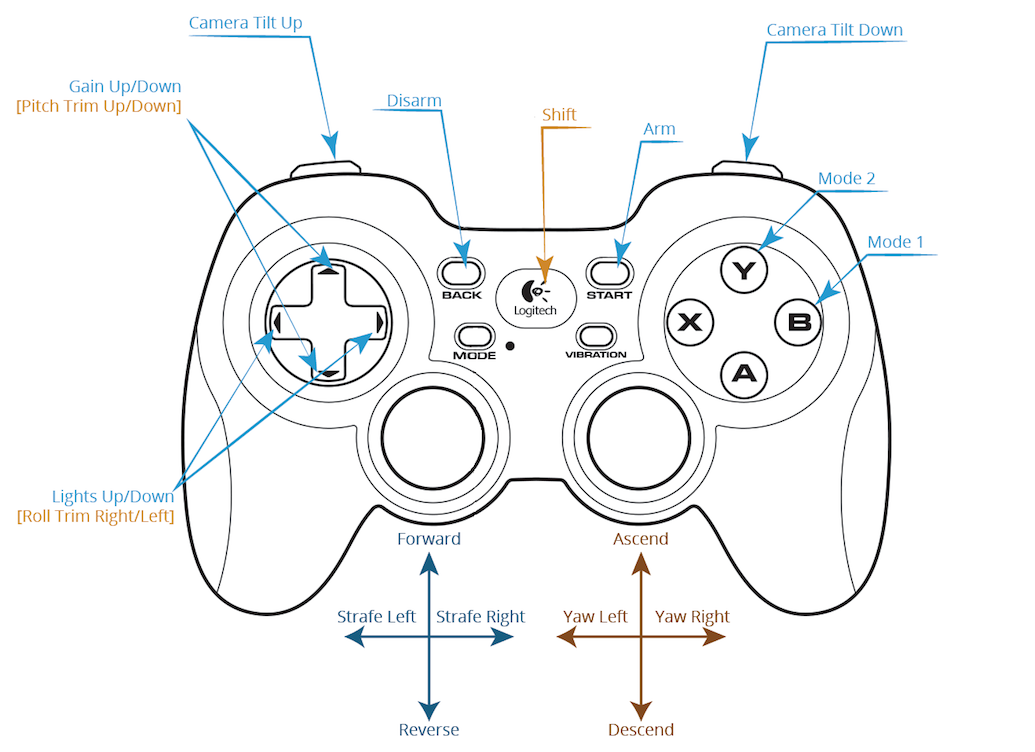 Camera Tilt Up
Camera Tilt Down
Gain Up/Down
[Pitch Trim Up/Down]
Disarm
Shift
Arm
Mode 2
Mode 1
BACK
Logitech
START
MODE
VIBRATION
Y
X
B
A
Lights Up/Down
[Roll Trim Right/Left]
Forward
Strafe Left
Strafe Right
Reverse
Ascend
Yaw Left
Yaw Right
Descend